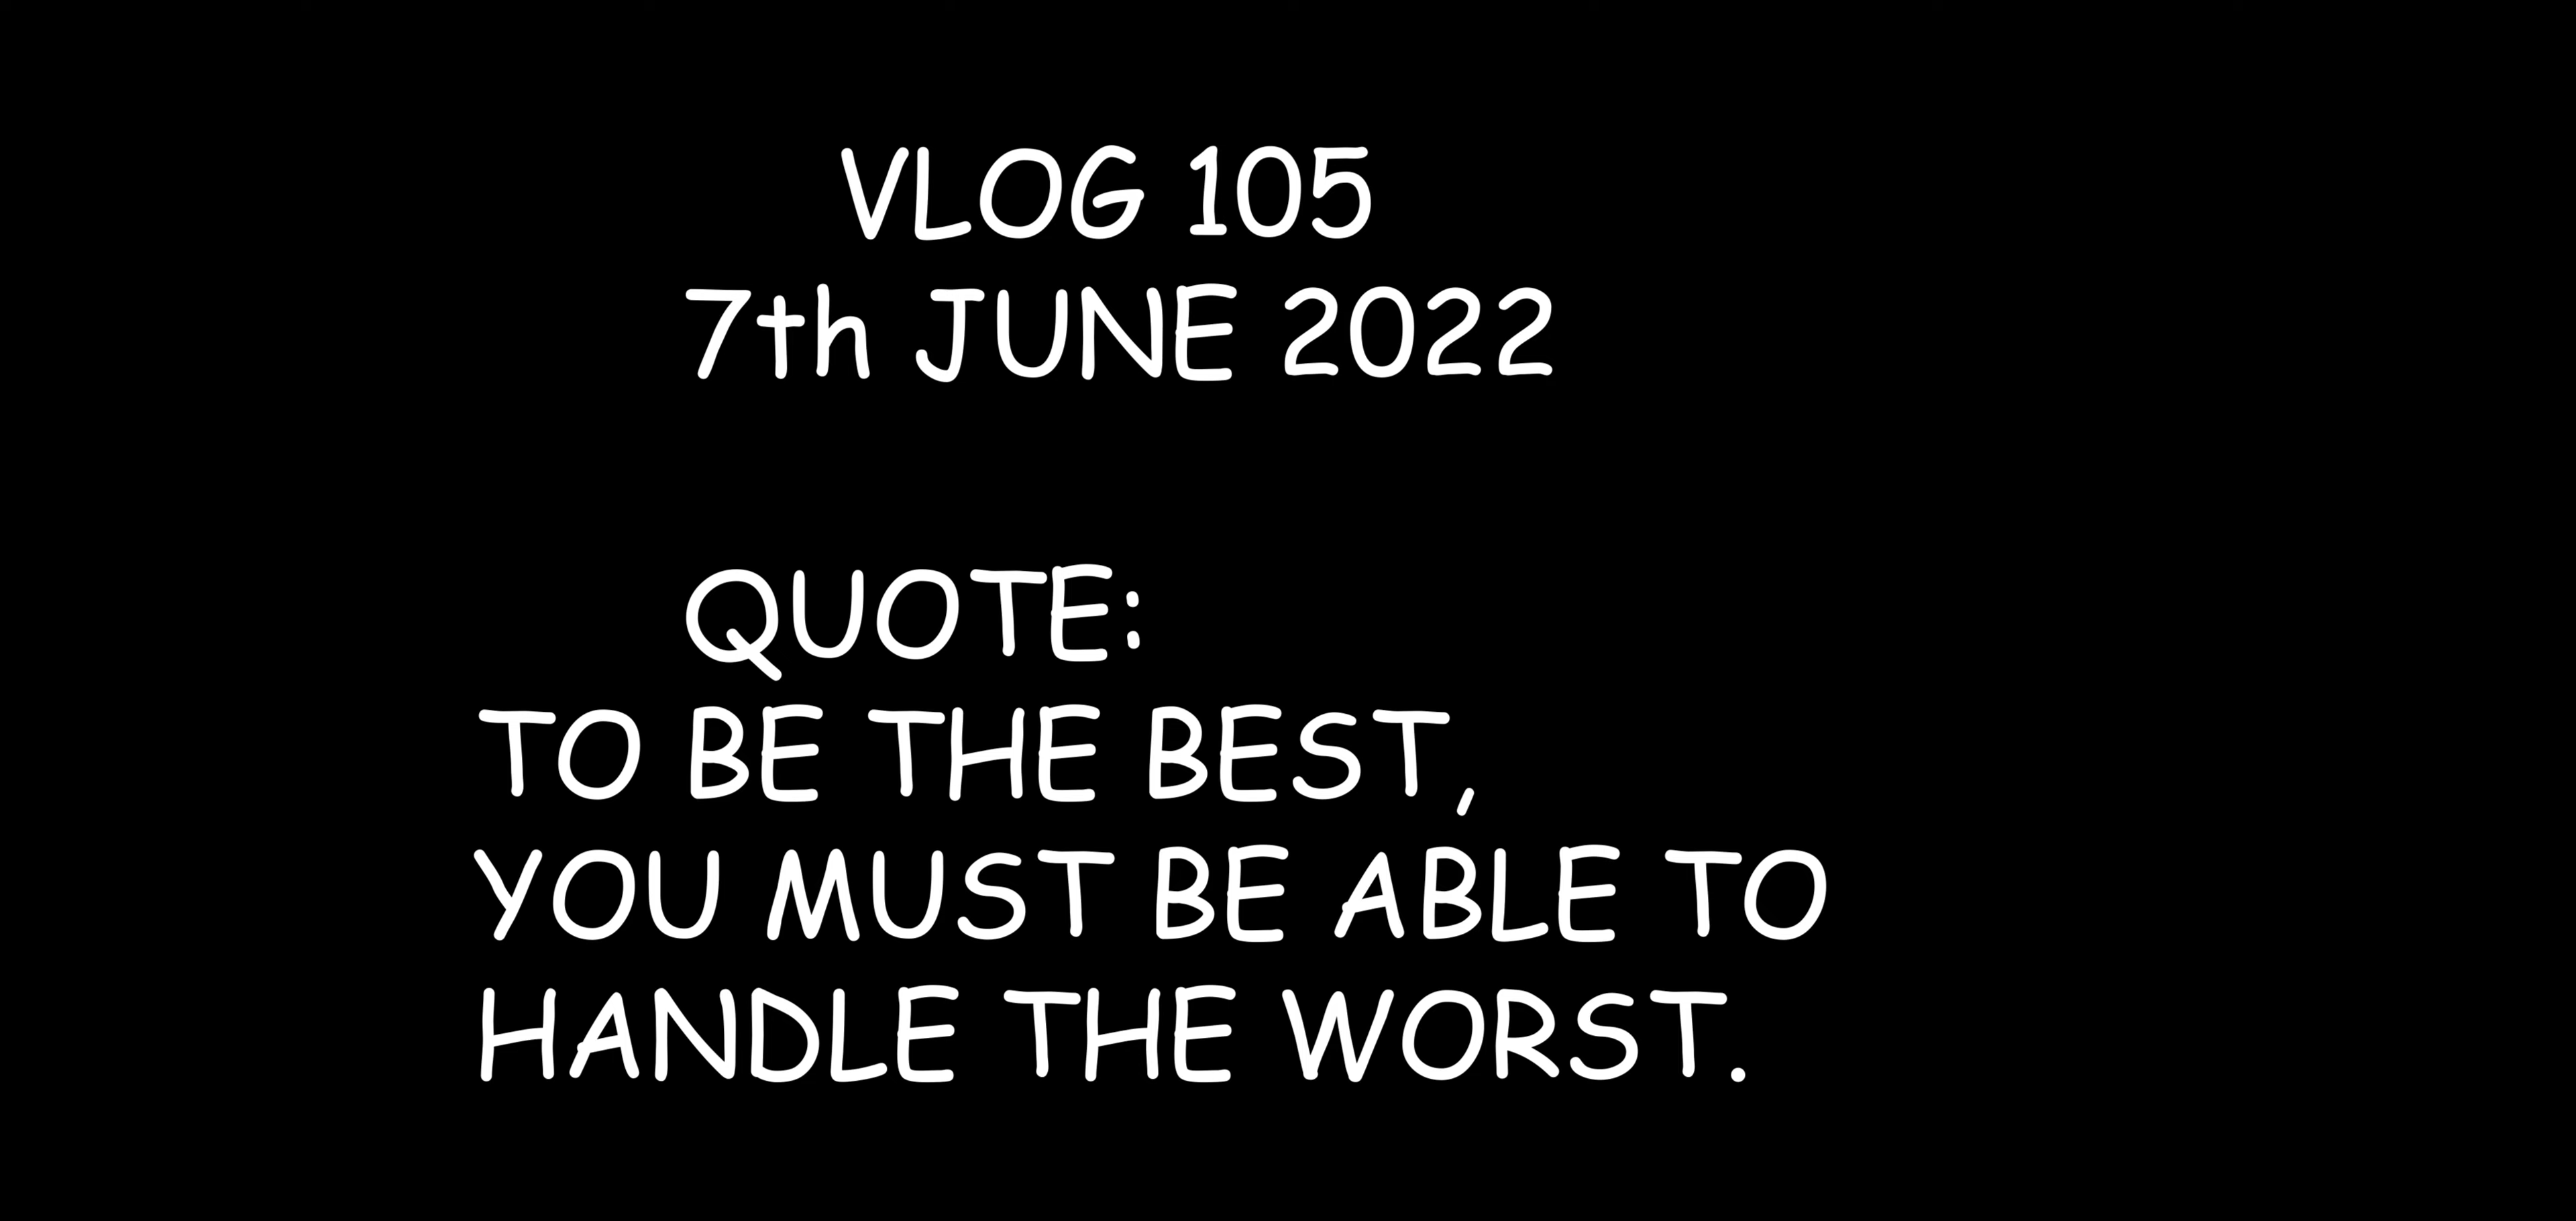 VLOG 105
7th JUNE 2022
QUOTE:
TO BE THE BEST,
YOU MUST BE ABLE TO
HANDLE THE WORST.